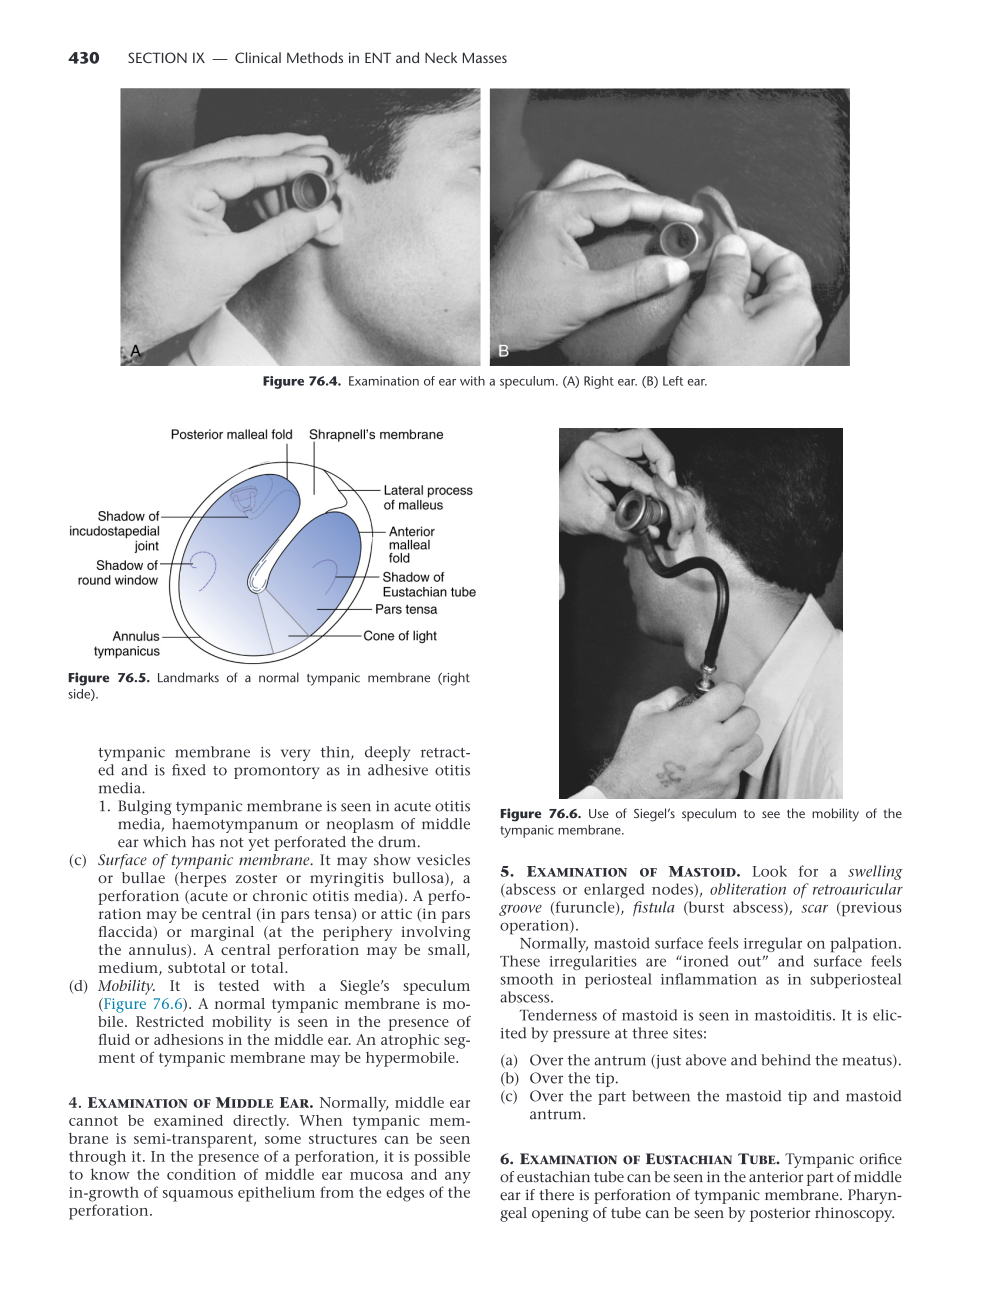 430 SECTION IX — Clinical Methods in ENT and Neck Masses
A
B
Figure 76.4. Examination of ear with a speculum. (A) Right ear. (B) Left ear.
Posterior malleal fold
Shrapnell’s membrane
Lateral process
of malleus
Shadow of
incudostapedial
joint
Anterior
malleal
fold
Shadow of
round window
Shadow of
Eustachian tube
Pars tensa
Annulus
tympanicus
Cone of light
Figure 76.5. Landmarks of a normal tympanic membrane (right
side).
tympanic membrane is very thin, deeply retract-
ed and is fixed to promontory as in adhesive otitis
media.
1. Bulging tympanic membrane is seen in acute otitis
media, haemotympanum or neoplasm of middle
ear which has not yet perforated the drum.
(c) Surface of tympanic membrane. It may show vesicles
or bullae (herpes zoster or myringitis bullosa), a
perforation (acute or chronic otitis media). A perfo-
ration may be central (in pars tensa) or attic (in pars
flaccida) or marginal (at the periphery involving
the annulus). A central perforation may be small,
medium, subtotal or total.
(d) Mobility. It is tested with a Siegle’s speculum
(Figure 76.6). A normal tympanic membrane is mo-
bile. Restricted mobility is seen in the presence of
fluid or adhesions in the middle ear. An atrophic seg-
ment of tympanic membrane may be hypermobile.
4. EXAMINATION OF MIDDLE EAR. Normally, middle ear
cannot be examined directly. When tympanic mem-
brane is semi-transparent, some structures can be seen
through it. In the presence of a perforation, it is possible
to know the condition of middle ear mucosa and any
in-growth of squamous epithelium from the edges of the
perforation.
Figure 76.6. Use of Siegel’s speculum to see the mobility of the
tympanic membrane.
5. EXAMINATION OF MASTOID. Look for a swelling
(abscess or enlarged nodes), obliteration of retroauricular
groove (furuncle), fistula (burst abscess), scar (previous
operation).
Normally, mastoid surface feels irregular on palpation.
These irregularities are “ironed out” and surface feels
smooth in periosteal inflammation as in subperiosteal
abscess.
Tenderness of mastoid is seen in mastoiditis. It is elic-
ited by pressure at three sites:
(a) Over the antrum (just above and behind the meatus).
(b) Over the tip.
(c) Over the part between the mastoid tip and mastoid
antrum.
6. EXAMINATION OF EUSTACHIAN TUBE. Tympanic orifice
of eustachian tube can be seen in the anterior part of middle
ear if there is perforation of tympanic membrane. Pharyn-
geal opening of tube can be seen by posterior rhinoscopy.